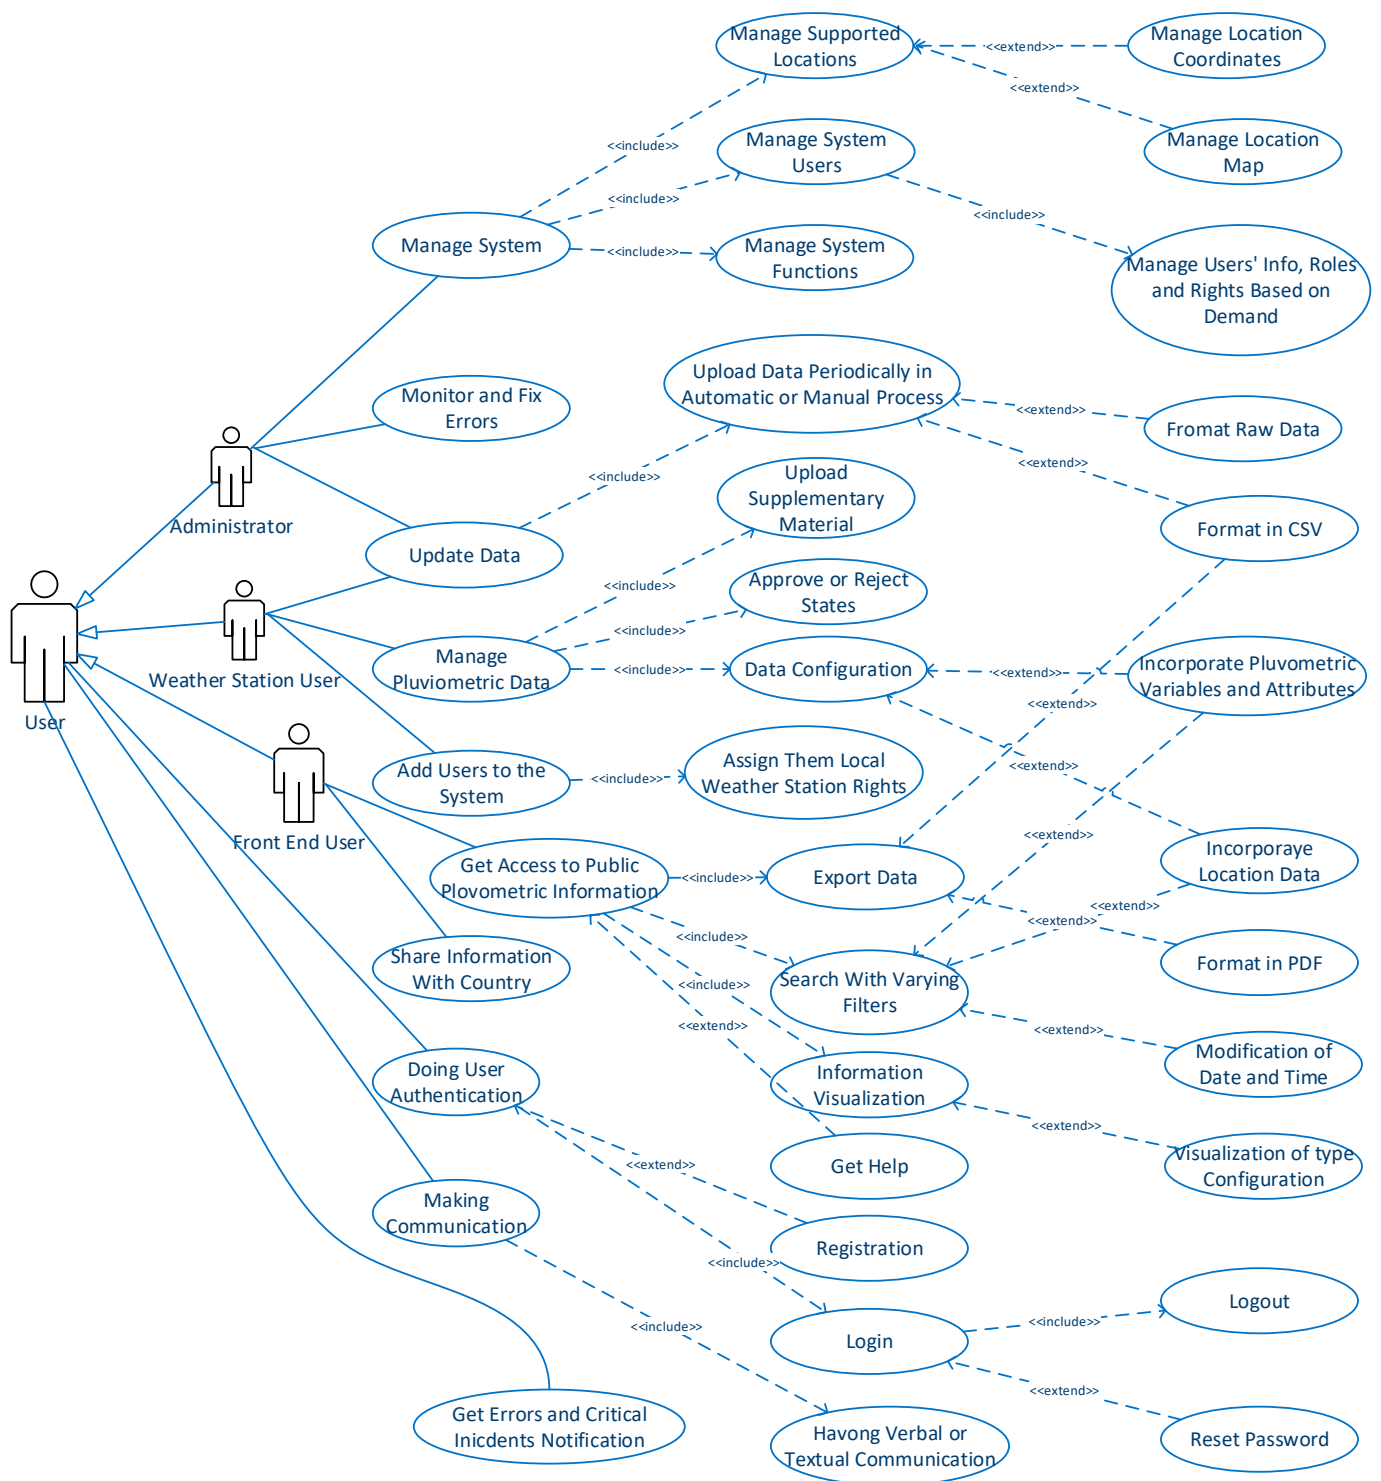 Manage Supported
Locations
<<extend>>
Manage Location
Coordinates
<<extend>>
Manage Location
Map
<<include>>
Manage System
Users
<<include>>
<<include>>
Manage System
<<include>>
Manage System
Functions
Manage Users' Info, Roles
and Rights Based on
Demand
Upload Data Periodically in
Automatic or Manual Process
Monitor and Fix
Errors
<<extend>>
Fromat Raw Data
<<extend>>
<<include>>
Upload
Supplementary
Material
Administrator
Format in CSV
Update Data
<<include>>
Approve or Reject
States
<<include>>
Weather Station User
Manage
Pluviometric Data
<<include>>
Data Configuration
<<extend>>
Incorporate Pluvometric
Variables and Attributes
<<extend>>
User
Add Users to the
System
<<include>>
Assign Them Local
Weather Station Rights
<<extend>>
Front End User
<<extend>>
Get Access to Public
Plovometric Information
<<include>>
Export Data
Incorporaye
Location Data
<<extend>>
<<extend>>
<<include>>
Share Information
With Country
Search With Varying
Filters
Format in PDF
<<include>>
<<extend>>
<<extend>>
Doing User
Authentication
Information
Visualization
Modification of
Date and Time
<<extend>>
<<extend>>
Get Help
Visualization of type
Configuration
Making
Communication
Registration
<<include>>
<<include>>
Login
<<include>>
Logout
<<extend>>
Get Errors and Critical
Inicdents Notification
Havong Verbal or
Textual Communication
Reset Password